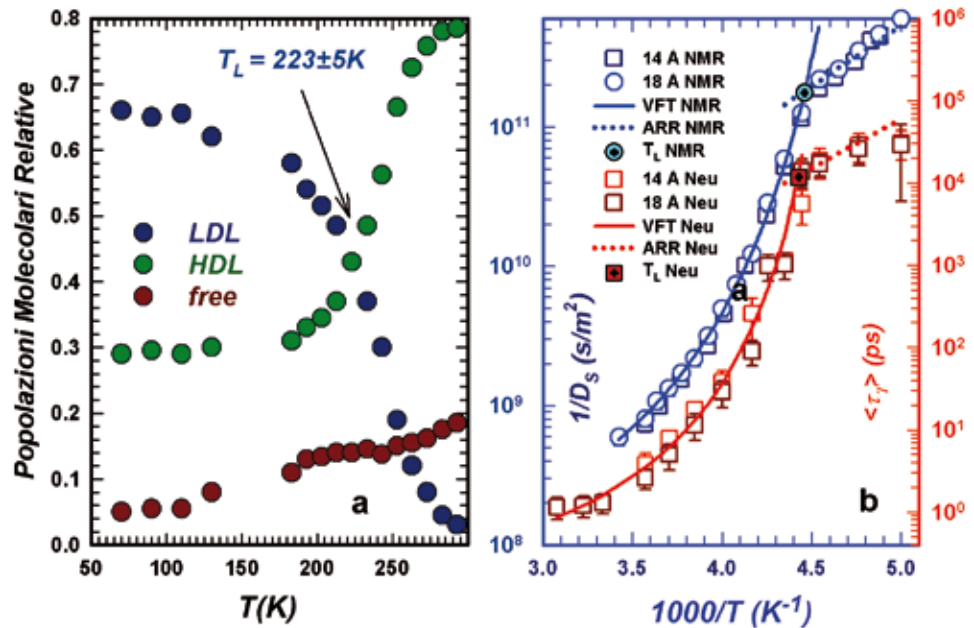 0.8
0.7
0.6
0.5
0.4
0.3
0.2
0.1
0.0
Popolazioni Molecolari Relative
T_L = 223±5K
LDL
HDL
free
a
50
100
150
200
250
T(K)
10^11
10^10
10^9
10^8
1/D_S (s/m^2)
14 A NMR
18 A NMR
VFT NMR
ARR NMR
T_L NMR
14 A Neu
18 A Neu
VFT Neu
ARR Neu
T_L Neu
a
b
10^6
10^5
10^4
10^3
10^2
10^1
10^0
<τ_γ> (ps)
3.0
3.5
4.0
4.5
5.0
1000/T (K^-1)